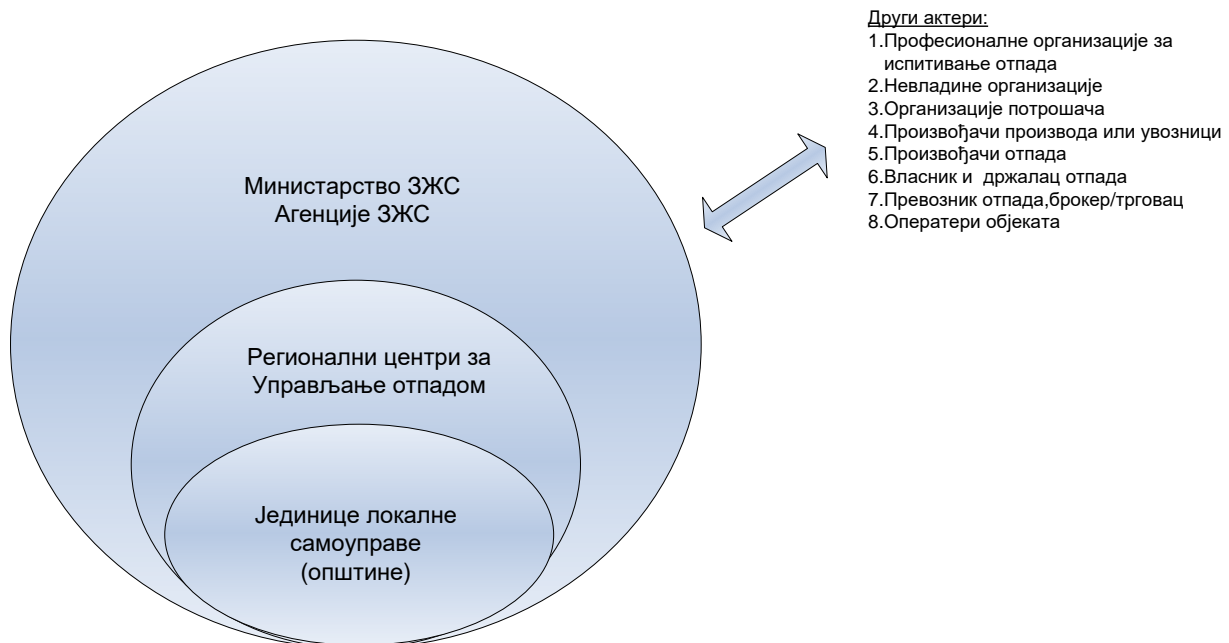 Други актери:
1.Професионалне организације за
испитивање отпада
2.Невладине организације
3.Организације потрошача
4.Произвођачи производа или увозници
5.Произвођачи отпада
6.Власник и  држалац отпада
7.Превозник отпада,брокер/трговац
8.Оператери објеката
Министарство ЗЖС
Агенције ЗЖС
Регионални центри за
Управљање отпадом
Јединице локалне
самоуправе
(општине)